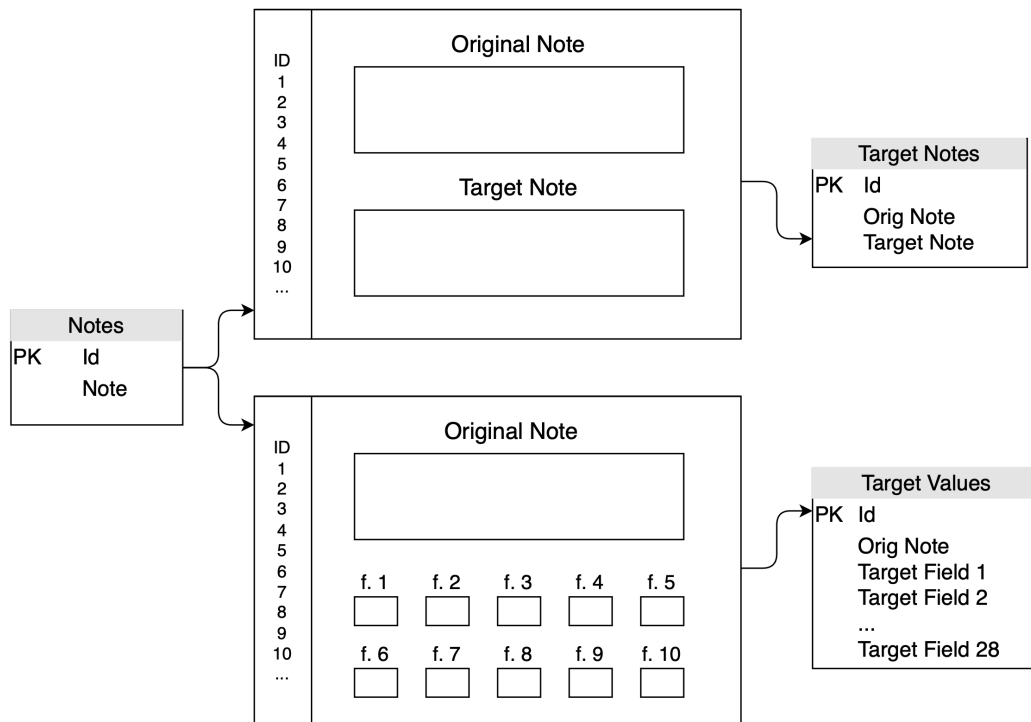 Notes
PK Id
Note
ID
1
2
3
4
5
6
7
8
9
10
...
Original Note
Target Note
Target Notes
PK Id
Orig Note
Target Note
ID
1
2
3
4
5
6
7
8
9
10
...
Original Note
f. 1 f. 2 f. 3 f. 4 f. 5
f. 6 f. 7 f. 8 f. 9 f. 10
Target Values
PK Id
Orig Note
Target Field 1
Target Field 2
...
Target Field 28